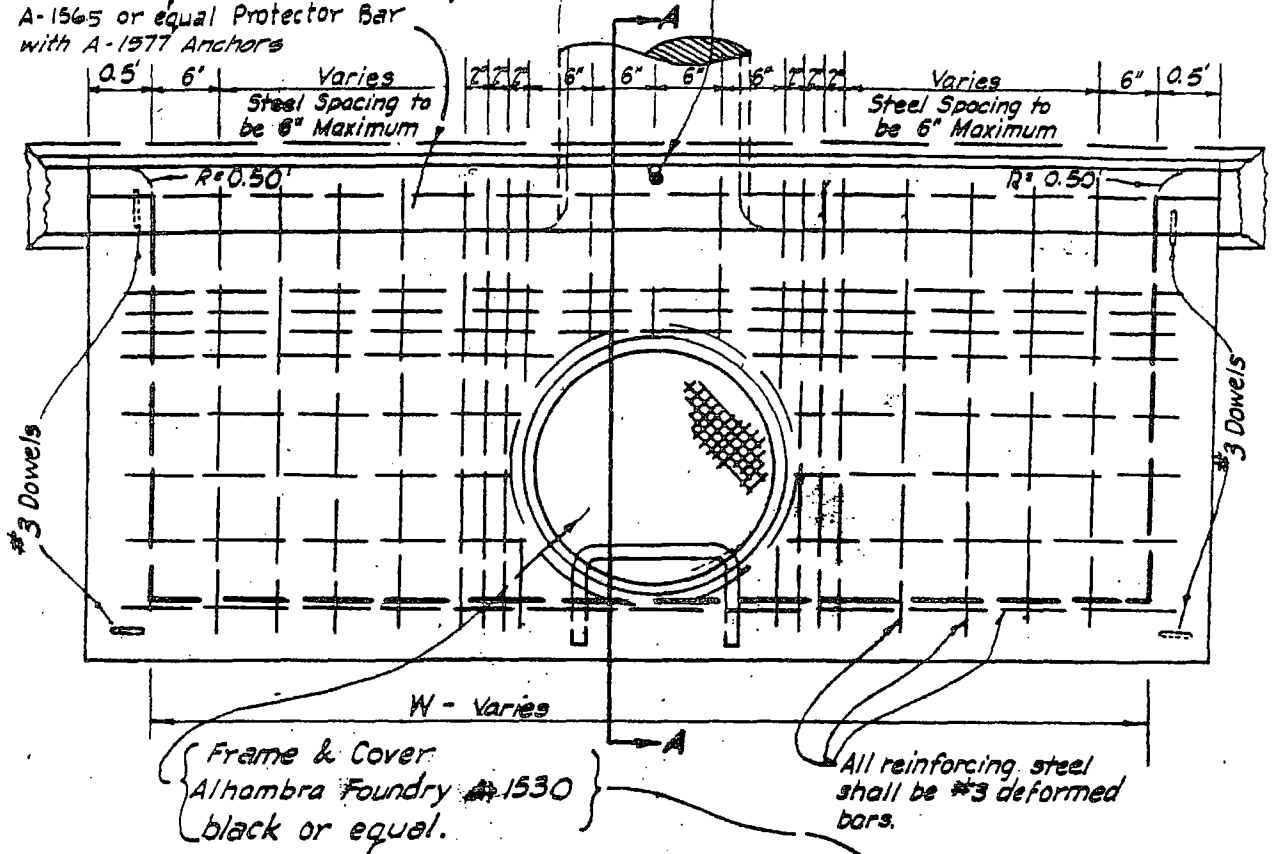 A-1565 or equal Protector Bar
with A-1577 Anchors
A
0.5' 6" Varies 2" 2" 2" 6" 6" 6" 6" 2" 2" 2" Varies 6" 0.5'
Steel Spacing to
be 6" Maximum
Steel Spacing to
be 6" Maximum
R=0.50'
R=0.50'
#3 Dowels
#3 Dowels
W - Varies
A
Frame & Cover
Alhambra Foundry #1530
black or equal.
All reinforcing steel
shall be #3 deformed
bars.